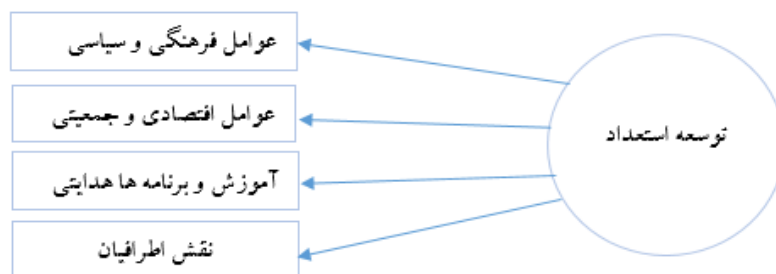 توسعه استعداد
عوامل فرهنگی و سیاسی
عوامل اقتصادی و جمعیتی
آموزش و برنامه ها هدایتی
نقش اطرافیان